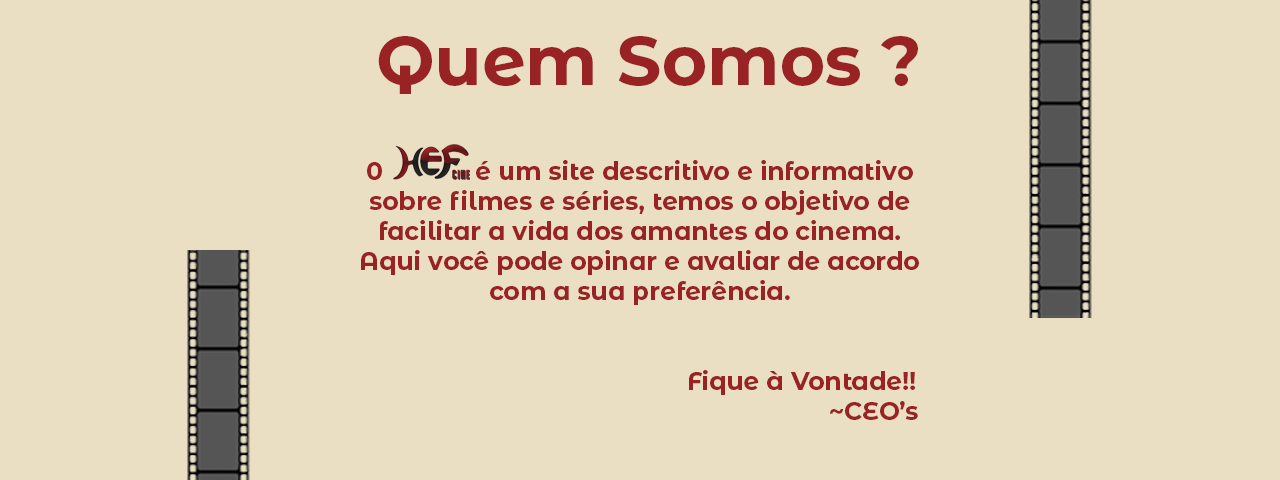 Quem Somos ?
O HEF CINE é um site descritivo e informativo
sobre filmes e séries, temos o objetivo de
facilitar a vida dos amantes do cinema.
Aqui você pode opinar e avaliar de acordo
com a sua preferência.
Fique à Vontade!!
~CEO's